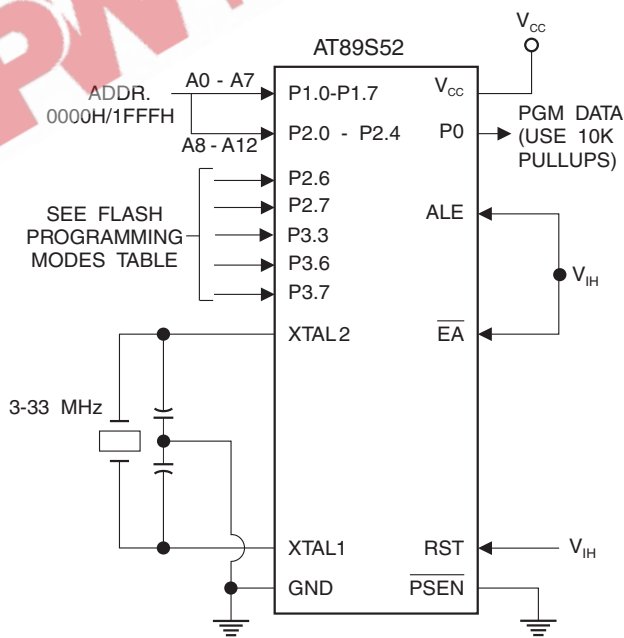 PW
AT89S52
VCC
ADDR.
0000H/1FFFH
A0 - A7
A8 - A12
P1.0-P1.7
P2.0 - P2.4
P2.6
P2.7
P3.3
P3.6
P3.7
SEE FLASH
PROGRAMMING
MODES TABLE
XTAL2
3-33 MHz
XTAL1
GND
VCC
P0
PGM DATA
(USE 10K
PULLUPS)
ALE
VIH
EA
RST
VIH
PSEN